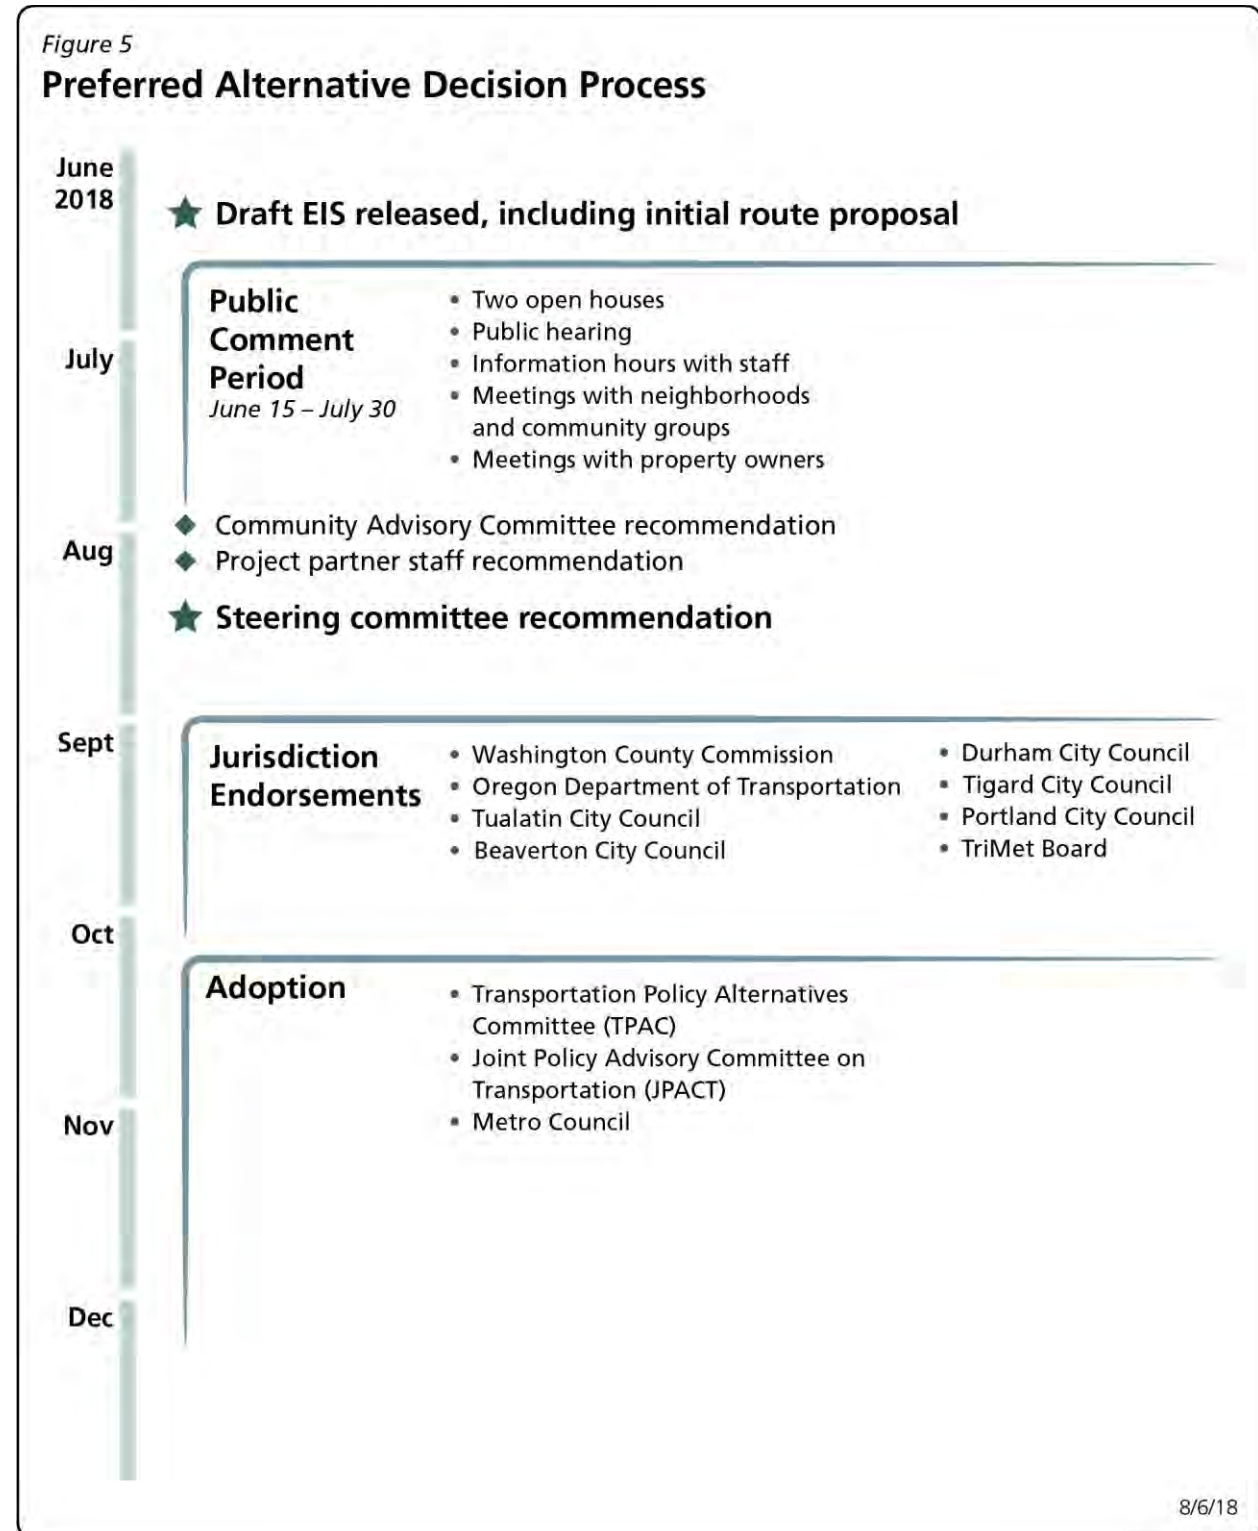 Figure 5
Preferred Alternative Decision Process
June
2018
★ Draft EIS released, including initial route proposal
Public
Comment
Period
June 15 – July 30
• Two open houses
• Public hearing
• Information hours with staff
• Meetings with neighborhoods
and community groups
• Meetings with property owners
July
◆ Community Advisory Committee recommendation
Aug
◆ Project partner staff recommendation
★ Steering committee recommendation
Sept
Jurisdiction
Endorsements
• Washington County Commission
• Oregon Department of Transportation
• Tualatin City Council
• Beaverton City Council
• Durham City Council
• Tigard City Council
• Portland City Council
• TriMet Board
Oct
Adoption
• Transportation Policy Alternatives
Committee (TPAC)
• Joint Policy Advisory Committee on
Transportation (JPACT)
• Metro Council
Nov
Dec
8/6/18